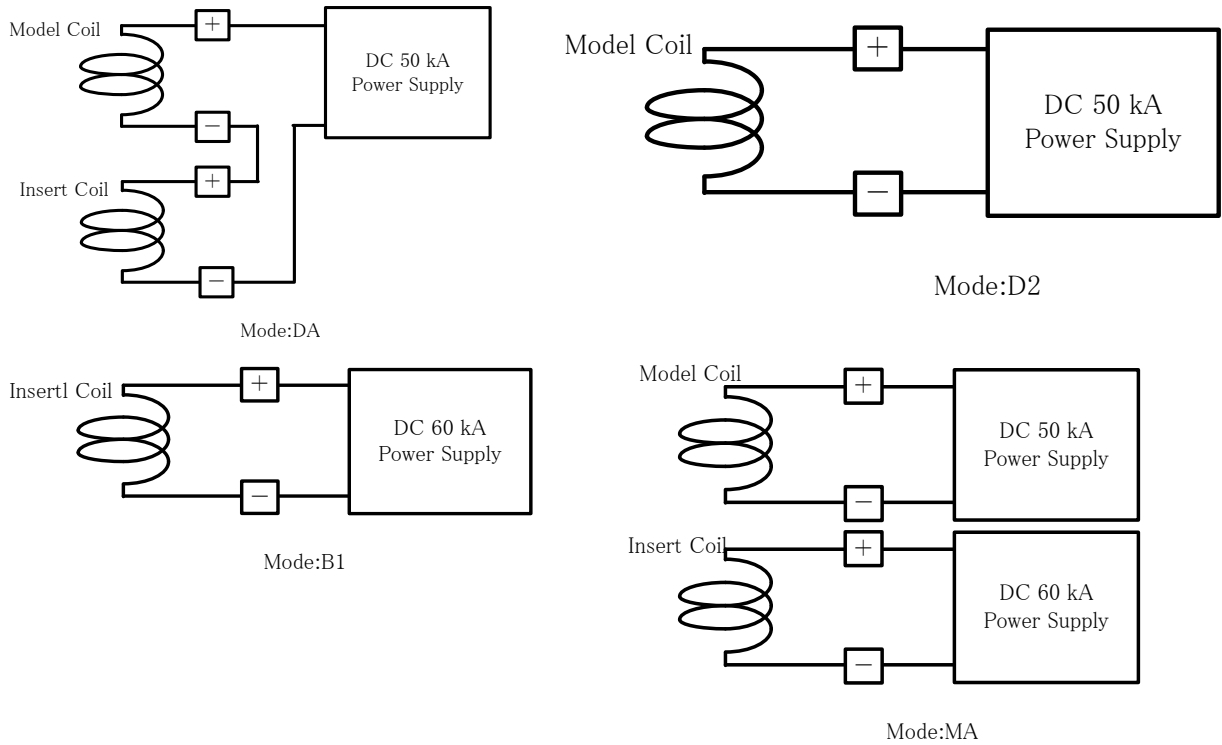 Model Coil
+
DC 50 kA
Power Supply
−
+
Insert Coil
−
Mode:DA
Model Coil
+
DC 50 kA
Power Supply
−
Mode:D2
Insertl Coil
+
DC 60 kA
Power Supply
−
Mode:B1
Model Coil
+
DC 50 kA
Power Supply
−
Insert Coil
+
DC 60 kA
Power Supply
−
Mode:MA